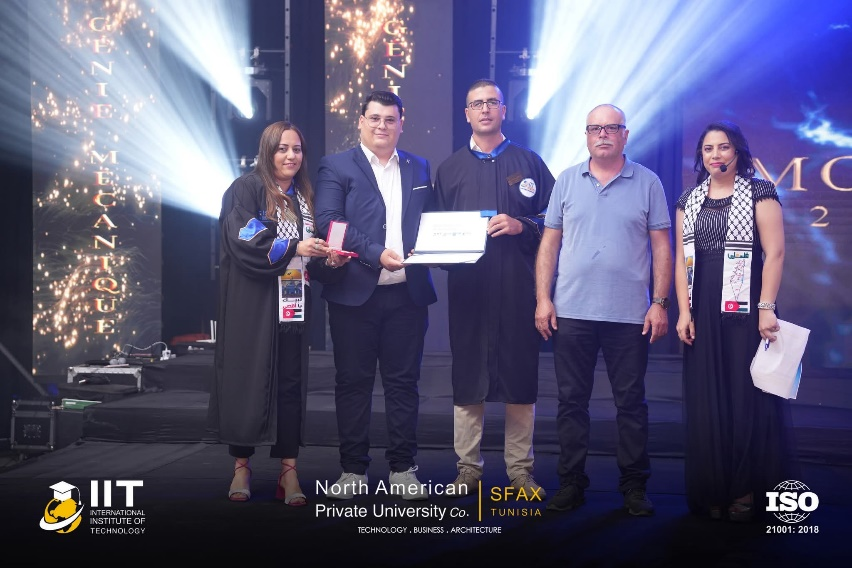 GENIE MÉCANIQUE
GENI
MO
2
IIT
INTERNATIONAL
INSTITUTE OF
TECHNOLOGY
North American
Private University Co.
SFAX
TUNISIA
TECHNOLOGY . BUSINESS . ARCHITECTURE
ISO
21001: 2018